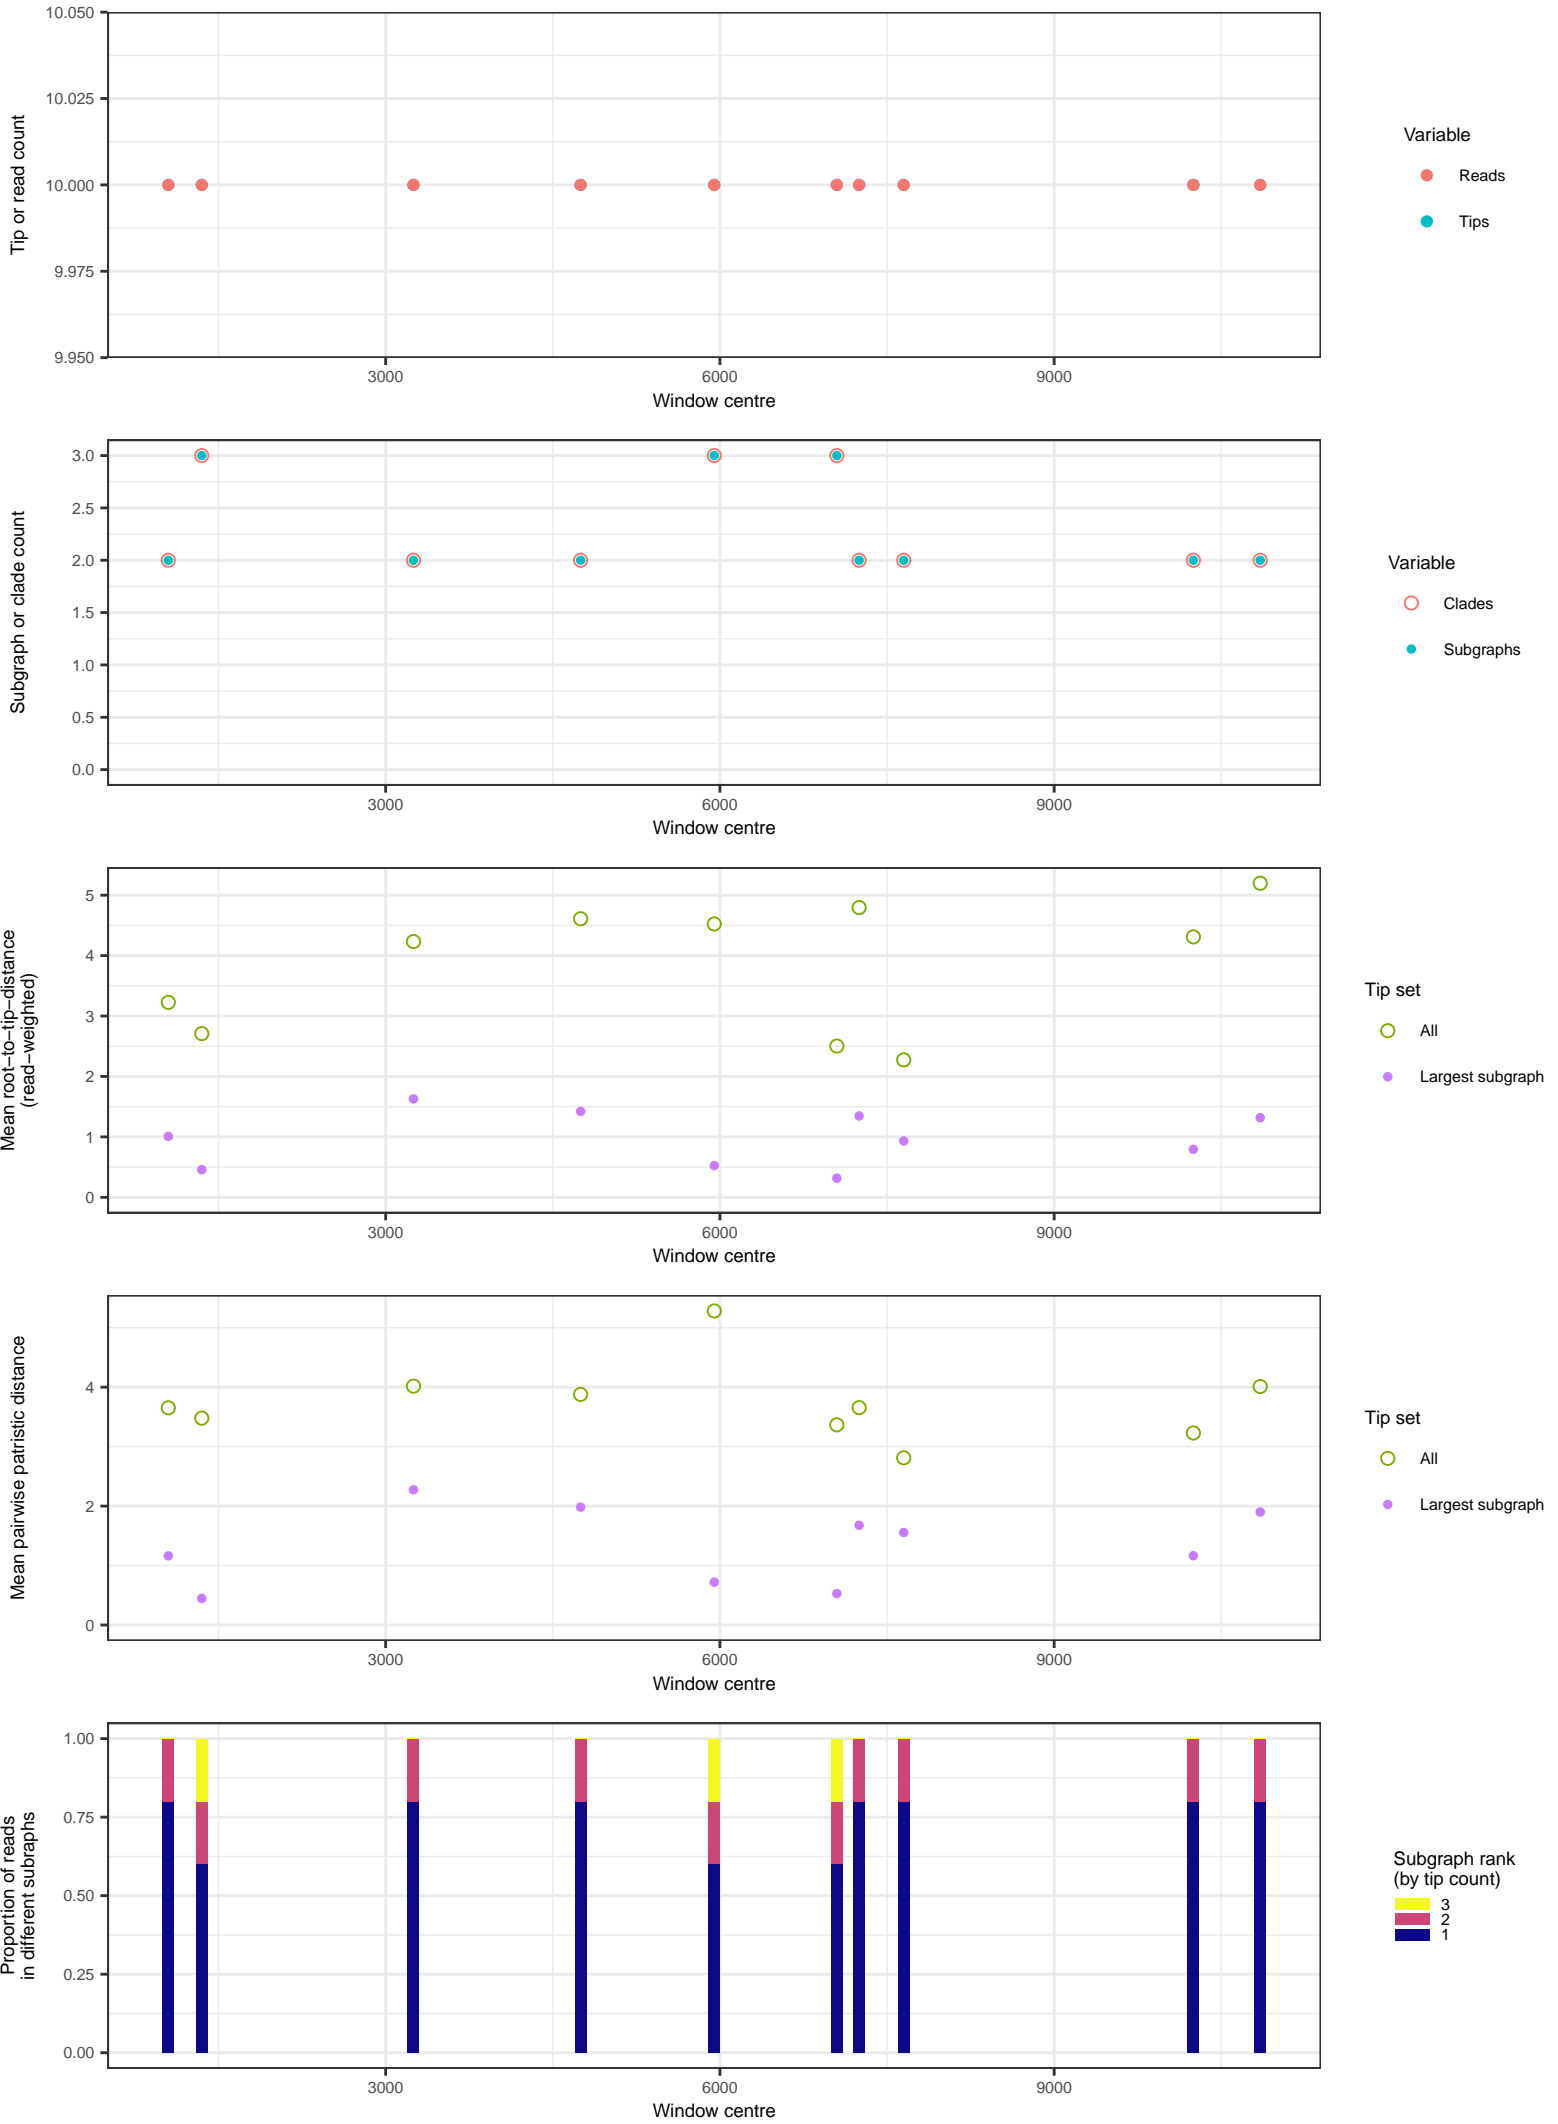 10.050
10.025
10.000
9.975
9.950
Tip or read count
3000
6000
9000
Window centre
Variable
Reads
Tips
3.0
2.5
2.0
1.5
1.0
0.5
0.0
Subgraph or clade count
3000
6000
9000
Window centre
Variable
Clades
Subgraphs
5
4
3
2
1
0
Mean root−to−tip−distance
(read−weighted)
3000
6000
9000
Window centre
Tip set
All
Largest subgraph
4
2
0
Mean pairwise patristic distance
3000
6000
9000
Window centre
Tip set
All
Largest subgraph
1.00
0.75
0.50
0.25
0.00
Proportion of reads
in different subraphs
3000
6000
9000
Window centre
Subgraph rank
(by tip count)
3
2
1